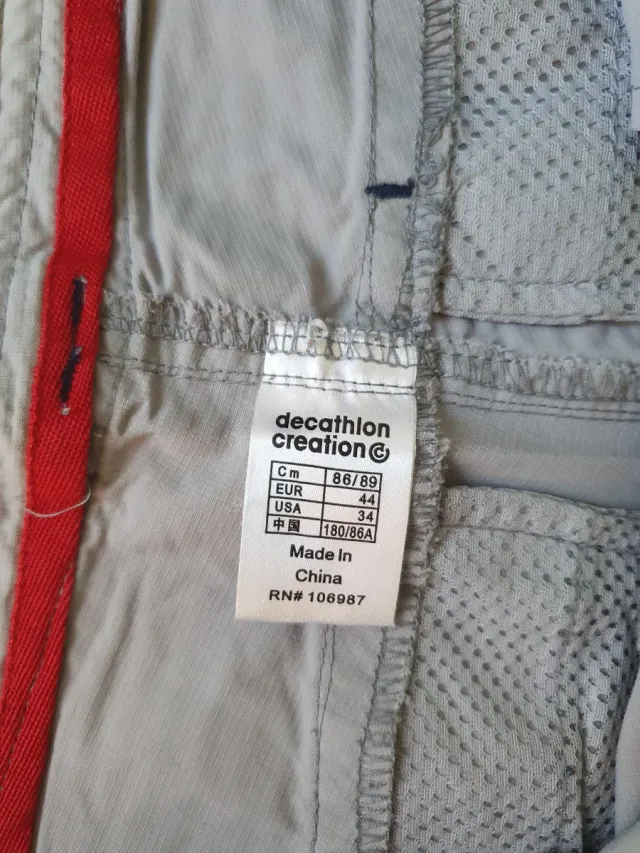 decathlon
creation
Cm 86/89
EUR 44
USA 34
中国 180/86A
Made In
China
RN# 106987